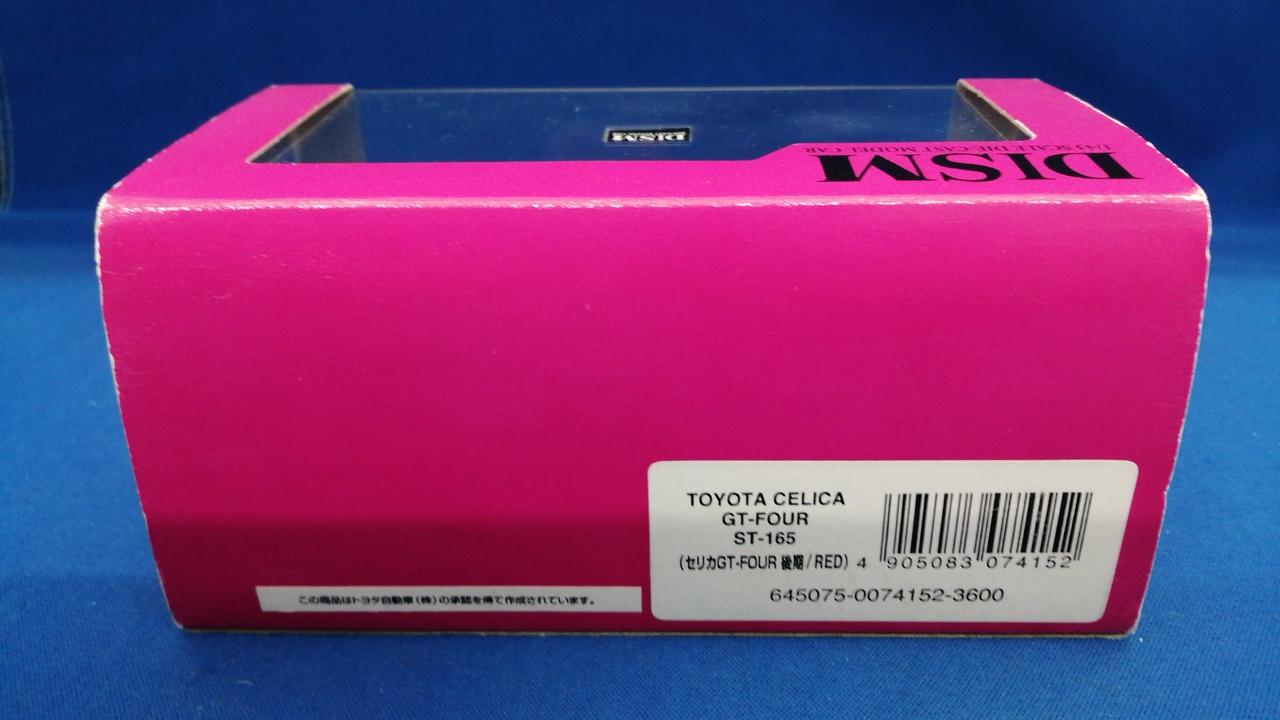 DISM
DISM
1/43 SCALE DIE-CAST MODEL CAR
TOYOTA CELICA
GT-FOUR
ST-165
(セリカGT-FOUR 後期/RED)
4 905083 074152
645075-0074152-3600
この商品はトヨタ自動車(株)の承認を得て作成されています。